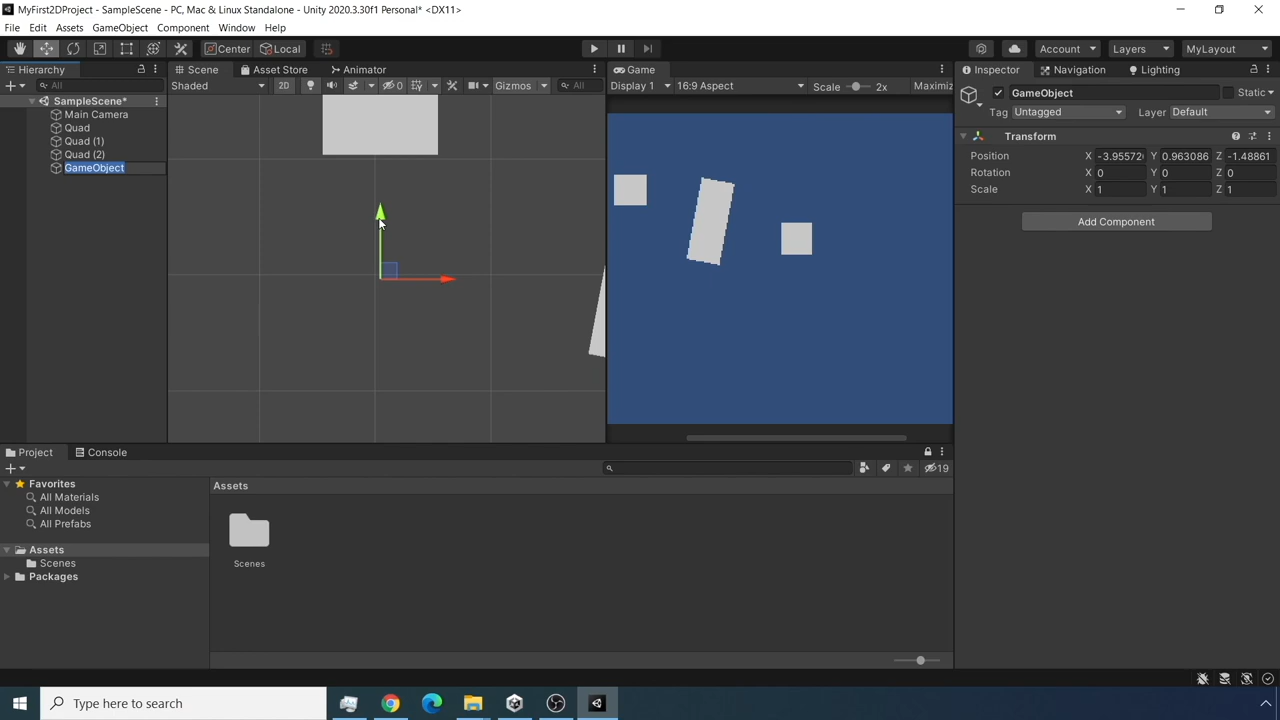 MyFirst2DProject - SampleScene - PC, Mac & Linux Standalone - Unity 2020.3.30f1 Personal* <DX11>
File Edit Assets GameObject Component Window Help
Center Local Account Layers MyLayout
Hierarchy Scene Asset Store Animator Game Inspector Navigation Lighting
All Shaded 2D 0 Gizmos All Display 1 16:9 Aspect Scale 2x Maximiz
SampleScene*
Main Camera
Quad
Quad (1)
Quad (2)
GameObject
GameObject Static
Tag Untagged Layer Default
Transform
Position X -3.95572 Y 0.963086 Z -1.48861
Rotation X 0 Y 0 Z 0
Scale X 1 Y 1 Z 1
Add Component
Project Console
19
Favorites
All Materials
All Models
All Prefabs
Assets
Scenes
Packages
Assets
Scenes
Type here to search